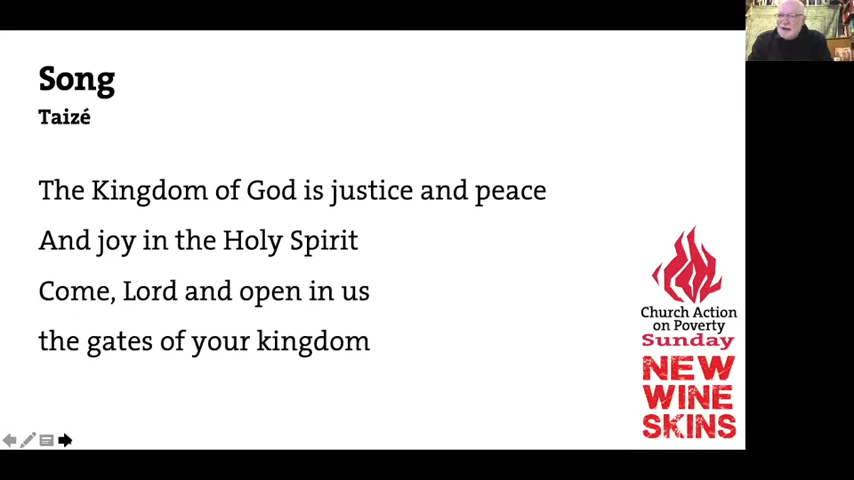 Song
Taizé
The Kingdom of God is justice and peace
And joy in the Holy Spirit
Come, Lord and open in us
the gates of your kingdom
Church Action
on Poverty
Sunday
NEW
WINE
SKINS